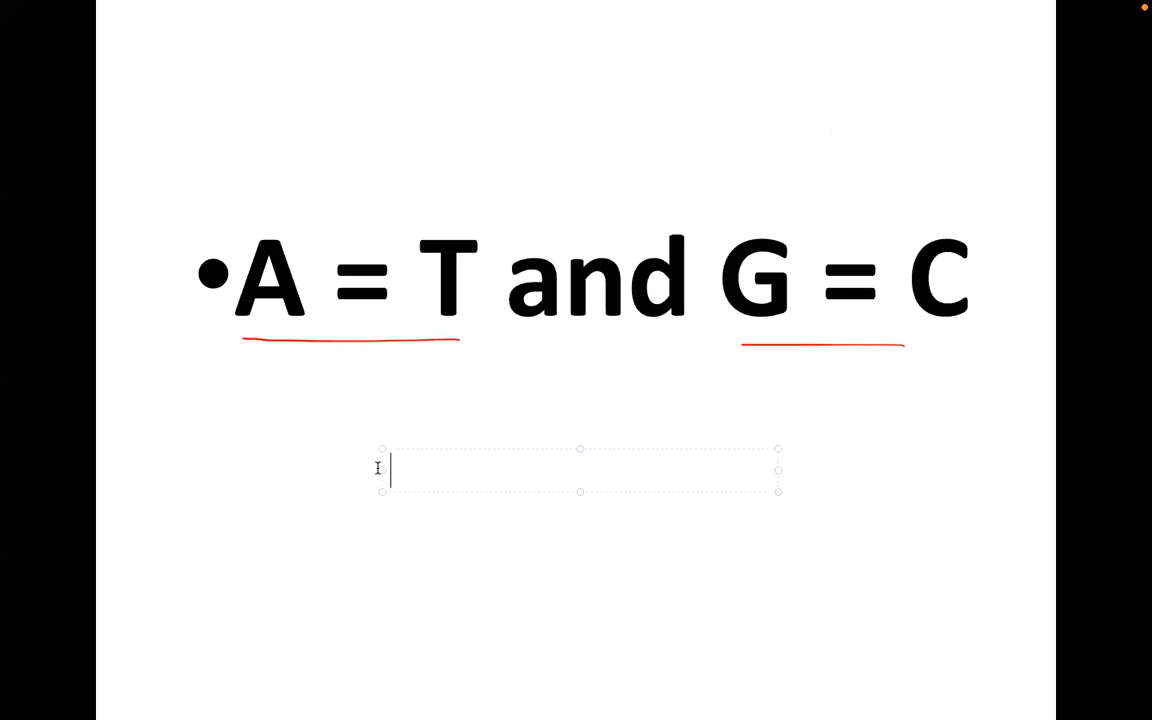 •A = T and G = C